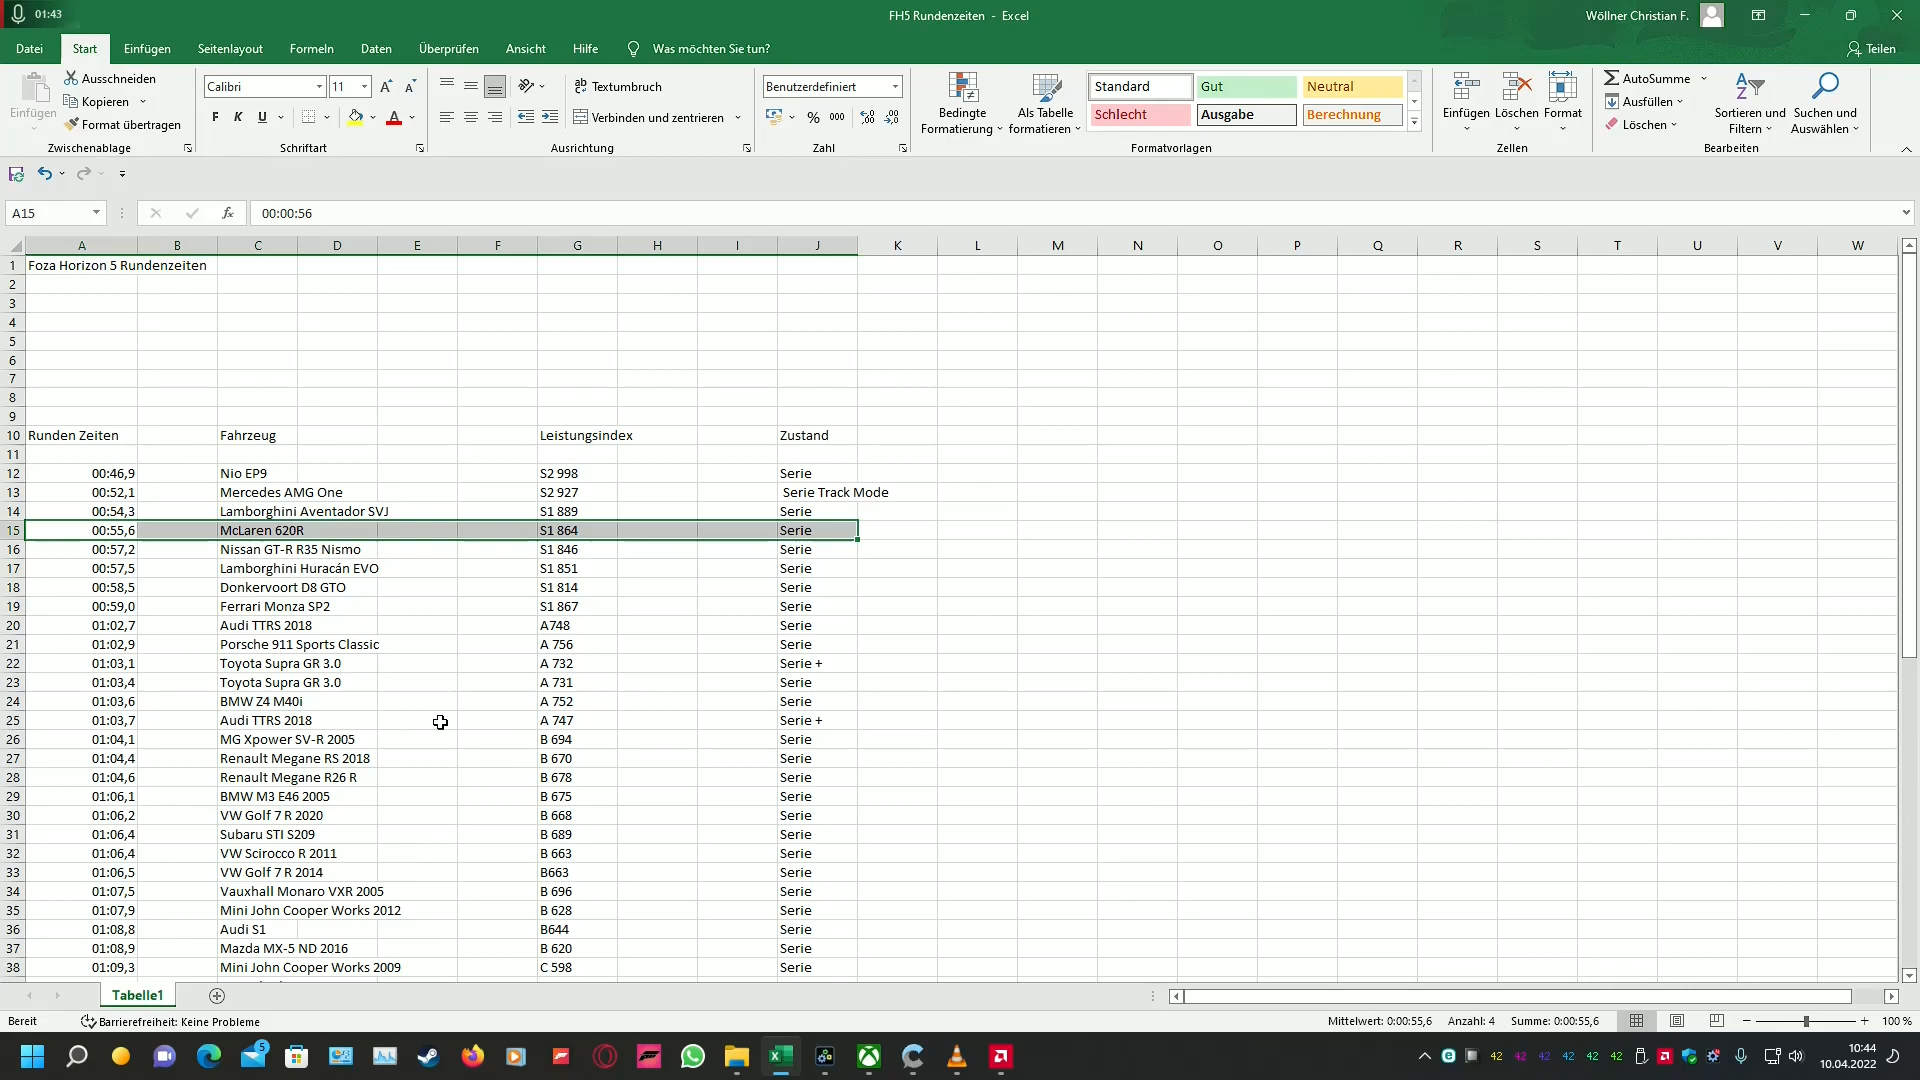 01:43
FH5 Rundenzeiten - Excel
Wöllner Christian F.
Datei Start Einfügen Seitenlayout Formeln Daten Überprüfen Ansicht Hilfe Was möchten Sie tun? Teilen
Einfügen
Ausschneiden
Kopieren
Format übertragen
Zwischenablage
Calibri 11
F K U
Schriftart
Textumbruch
Verbinden und zentrieren
Ausrichtung
Benutzerdefiniert
% 000
Zahl
Bedingte Formatierung
Als Tabelle formatieren
Standard Gut Neutral
Schlecht Ausgabe Berechnung
Formatvorlagen
Einfügen Löschen Format
Zellen
AutoSumme
Ausfüllen
Löschen
Sortieren und Filtern
Suchen und Auswählen
Bearbeiten
A15 fx 00:00:56
A B C D E F G H I J K L M N O P Q R S T U V W
1 Foza Horizon 5 Rundenzeiten
2
3
4
5
6
7
8
9
10 Runden Zeiten Fahrzeug Leistungsindex Zustand
11
12 00:46,9 Nio EP9 S2 998 Serie
13 00:52,1 Mercedes AMG One S2 927 Serie Track Mode
14 00:54,3 Lamborghini Aventador SVJ S1 889 Serie
15 00:55,6 McLaren 620R S1 864 Serie
16 00:57,2 Nissan GT-R R35 Nismo S1 846 Serie
17 00:57,5 Lamborghini Huracán EVO S1 851 Serie
18 00:58,5 Donkervoort D8 GTO S1 814 Serie
19 00:59,0 Ferrari Monza SP2 S1 867 Serie
20 01:02,7 Audi TTRS 2018 A748 Serie
21 01:02,9 Porsche 911 Sports Classic A 756 Serie
22 01:03,1 Toyota Supra GR 3.0 A 732 Serie +
23 01:03,4 Toyota Supra GR 3.0 A 731 Serie
24 01:03,6 BMW Z4 M40i A 752 Serie
25 01:03,7 Audi TTRS 2018 A 747 Serie +
26 01:04,1 MG Xpower SV-R 2005 B 694 Serie
27 01:04,4 Renault Megane RS 2018 B 670 Serie
28 01:04,6 Renault Megane R26 R B 678 Serie
29 01:06,1 BMW M3 E46 2005 B 675 Serie
30 01:06,2 VW Golf 7 R 2020 B 668 Serie
31 01:06,4 Subaru STI S209 B 689 Serie
32 01:06,4 VW Scirocco R 2011 B 663 Serie
33 01:06,5 VW Golf 7 R 2014 B663 Serie
34 01:07,5 Vauxhall Monaro VXR 2005 B 696 Serie
35 01:07,9 Mini John Cooper Works 2012 B 628 Serie
36 01:08,8 Audi S1 B644 Serie
37 01:08,9 Mazda MX-5 ND 2016 B 620 Serie
38 01:09,3 Mini John Cooper Works 2009 C 598 Serie
Tabelle1
Bereit Barrierefreiheit: Keine Probleme Mittelwert: 0:00:55,6 Anzahl: 4 Summe: 0:00:55,6 100 %
5
42 42 42 42 42 42
10:44
10.04.2022